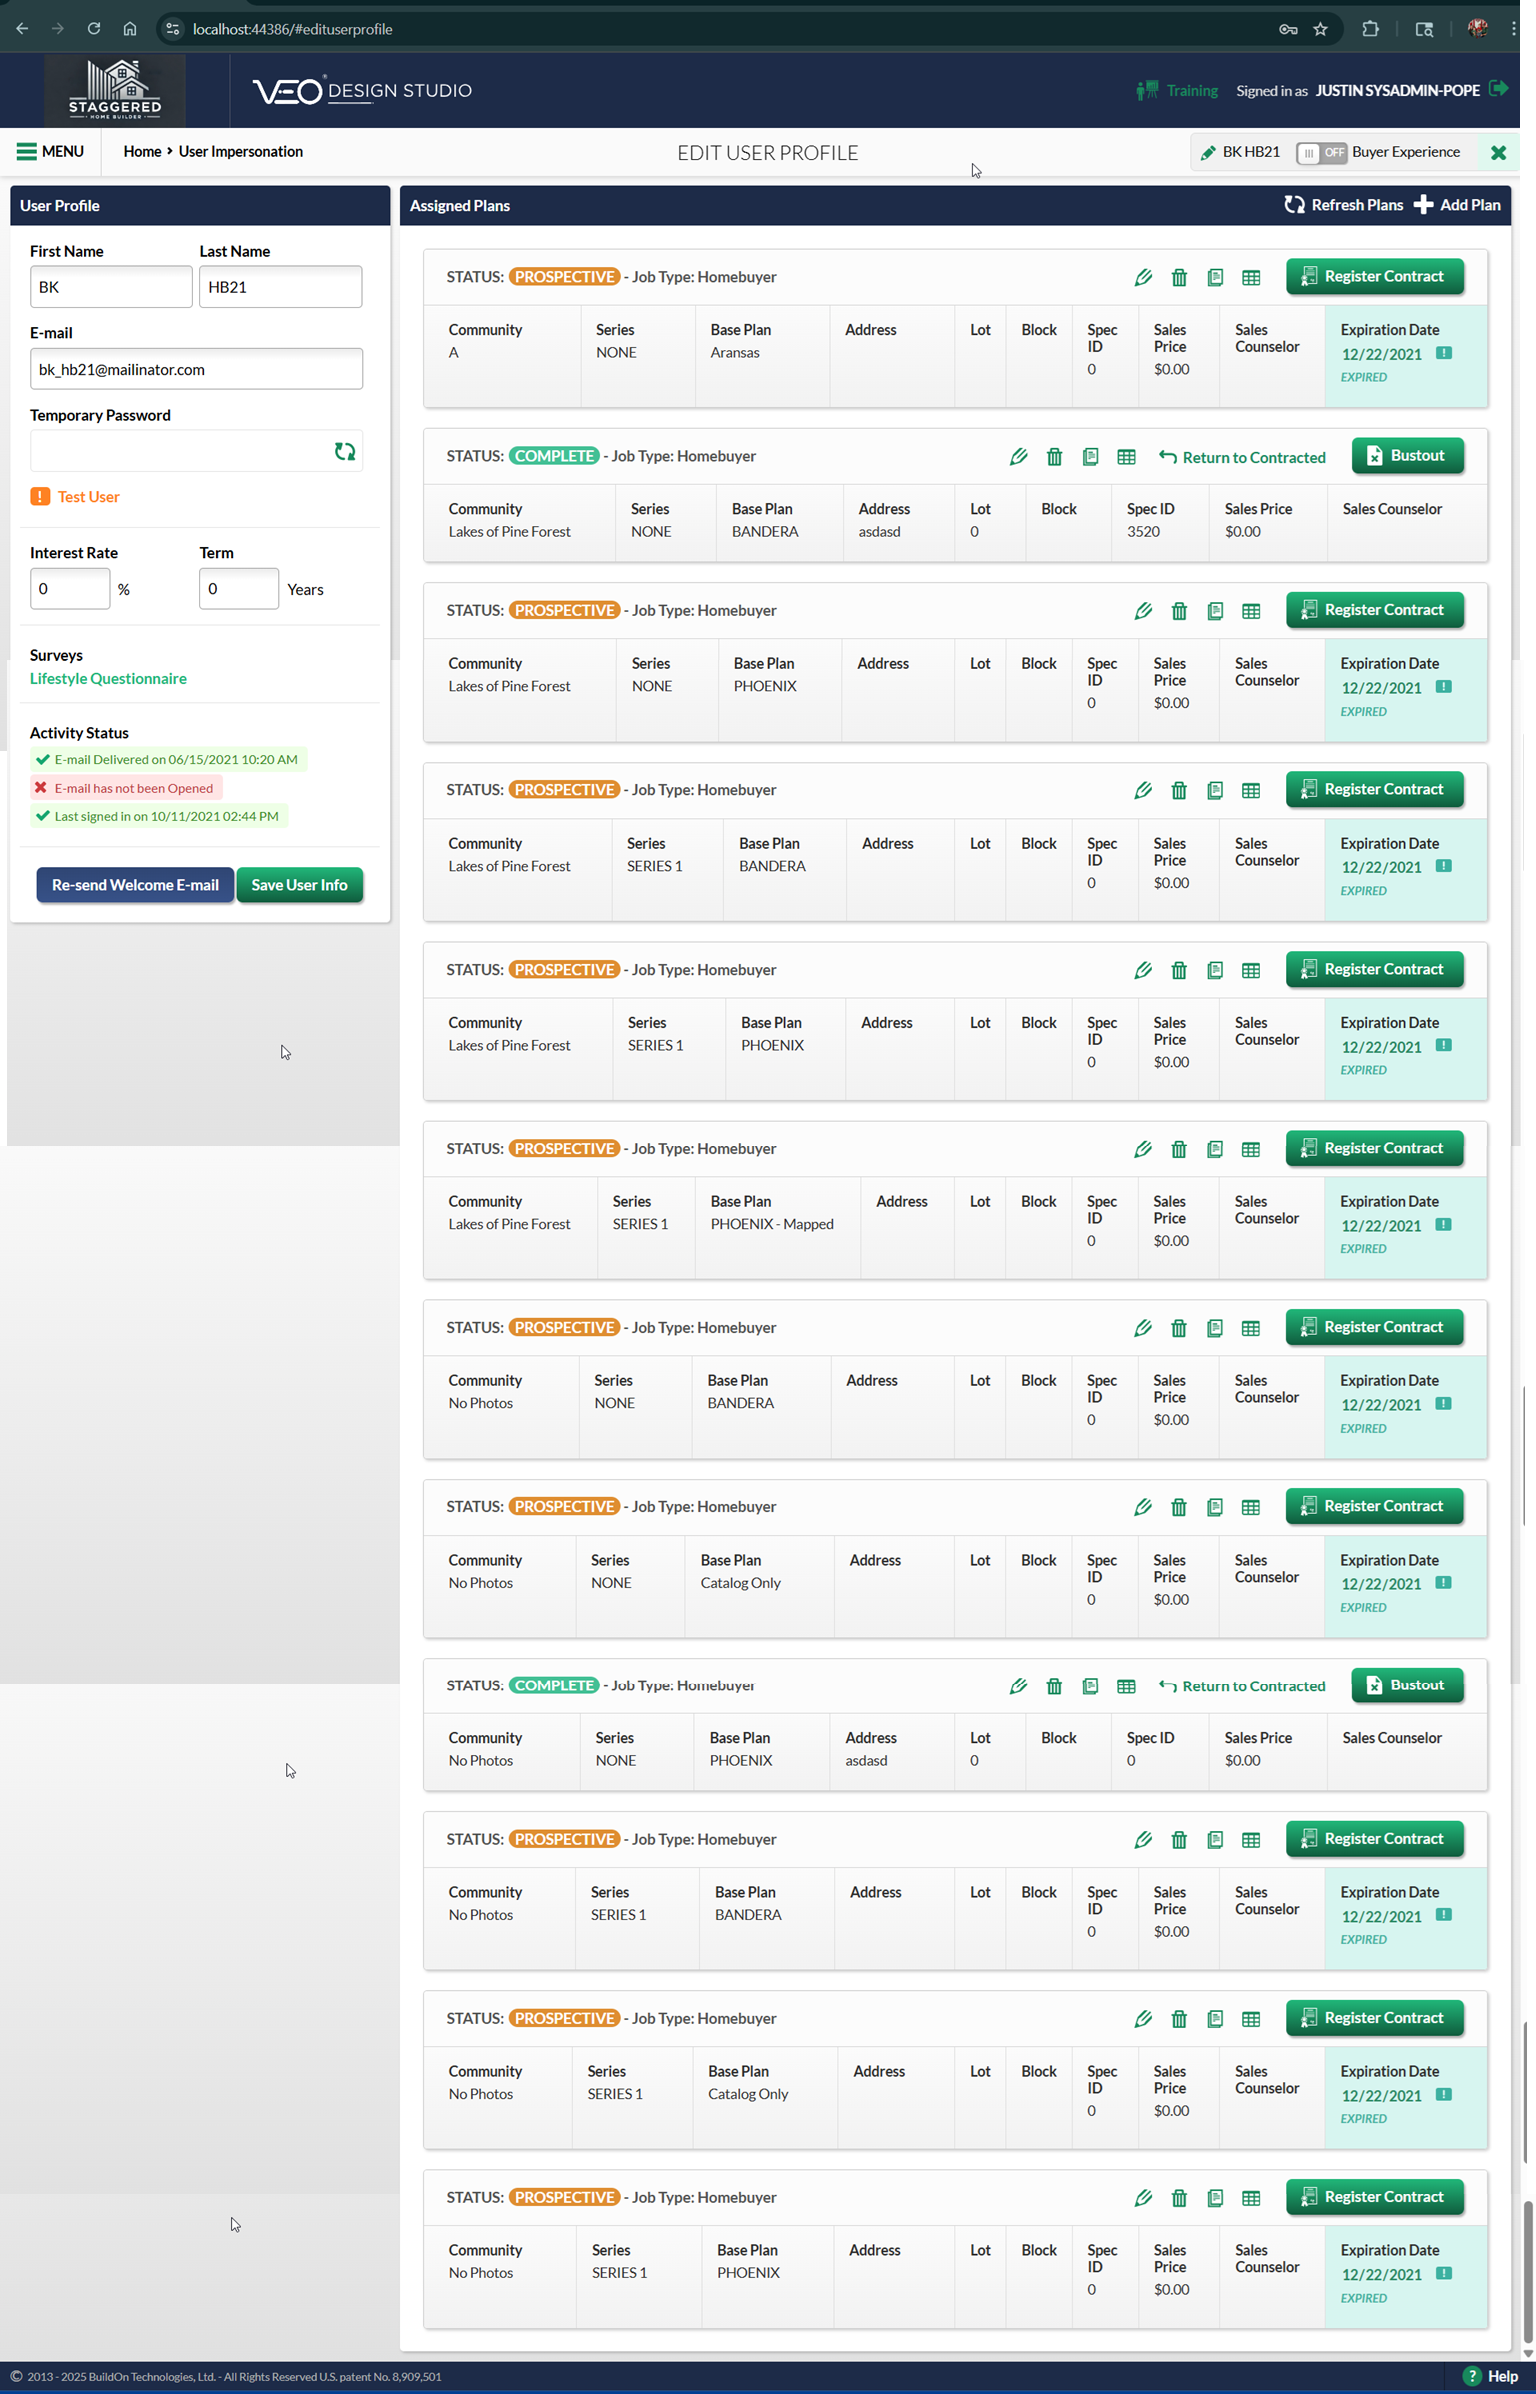 localhost:44386/#edituserprofile
STAGGERED
HOME BUILDER
VEO® DESIGN STUDIO
Training
Signed in as JUSTIN SYSADMIN-POPE
MENU
Home > User Impersonation
EDIT USER PROFILE
BK HB21
OFF
Buyer Experience
User Profile
First Name Last Name
BK HB21
E-mail
bk_hb21@mailinator.com
Temporary Password
Test User
Interest Rate Term
0 % 0 Years
Surveys
Lifestyle Questionnaire
Activity Status
E-mail Delivered on 06/15/2021 10:20 AM
E-mail has not been Opened
Last signed in on 10/11/2021 02:44 PM
Re-send Welcome E-mail Save User Info
Assigned Plans Refresh Plans Add Plan
STATUS: PROSPECTIVE - Job Type: Homebuyer Register Contract
Community Series Base Plan Address Lot Block Spec ID Sales Price Sales Counselor Expiration Date
A NONE Aransas 0 $0.00 12/22/2021
EXPIRED
STATUS: COMPLETE - Job Type: Homebuyer Return to Contracted Bustout
Community Series Base Plan Address Lot Block Spec ID Sales Price Sales Counselor
Lakes of Pine Forest NONE BANDERA asdasd 0 3520 $0.00
STATUS: PROSPECTIVE - Job Type: Homebuyer Register Contract
Community Series Base Plan Address Lot Block Spec ID Sales Price Sales Counselor Expiration Date
Lakes of Pine Forest NONE PHOENIX 0 $0.00 12/22/2021
EXPIRED
STATUS: PROSPECTIVE - Job Type: Homebuyer Register Contract
Community Series Base Plan Address Lot Block Spec ID Sales Price Sales Counselor Expiration Date
Lakes of Pine Forest SERIES 1 BANDERA 0 $0.00 12/22/2021
EXPIRED
STATUS: PROSPECTIVE - Job Type: Homebuyer Register Contract
Community Series Base Plan Address Lot Block Spec ID Sales Price Sales Counselor Expiration Date
Lakes of Pine Forest SERIES 1 PHOENIX 0 $0.00 12/22/2021
EXPIRED
STATUS: PROSPECTIVE - Job Type: Homebuyer Register Contract
Community Series Base Plan Address Lot Block Spec ID Sales Price Sales Counselor Expiration Date
Lakes of Pine Forest SERIES 1 PHOENIX - Mapped 0 $0.00 12/22/2021
EXPIRED
STATUS: PROSPECTIVE - Job Type: Homebuyer Register Contract
Community Series Base Plan Address Lot Block Spec ID Sales Price Sales Counselor Expiration Date
No Photos NONE BANDERA 0 $0.00 12/22/2021
EXPIRED
STATUS: PROSPECTIVE - Job Type: Homebuyer Register Contract
Community Series Base Plan Address Lot Block Spec ID Sales Price Sales Counselor Expiration Date
No Photos NONE Catalog Only 0 $0.00 12/22/2021
EXPIRED
STATUS: COMPLETE - Job Type: Homebuyer Return to Contracted Bustout
Community Series Base Plan Address Lot Block Spec ID Sales Price Sales Counselor
No Photos NONE PHOENIX asdasd 0 0 $0.00
STATUS: PROSPECTIVE - Job Type: Homebuyer Register Contract
Community Series Base Plan Address Lot Block Spec ID Sales Price Sales Counselor Expiration Date
No Photos SERIES 1 BANDERA 0 $0.00 12/22/2021
EXPIRED
STATUS: PROSPECTIVE - Job Type: Homebuyer Register Contract
Community Series Base Plan Address Lot Block Spec ID Sales Price Sales Counselor Expiration Date
No Photos SERIES 1 Catalog Only 0 $0.00 12/22/2021
EXPIRED
STATUS: PROSPECTIVE - Job Type: Homebuyer Register Contract
Community Series Base Plan Address Lot Block Spec ID Sales Price Sales Counselor Expiration Date
No Photos SERIES 1 PHOENIX 0 $0.00 12/22/2021
EXPIRED
© 2013 - 2025 BuildOn Technologies, Ltd. - All Rights Reserved U.S. patent No. 8,909,501
Help